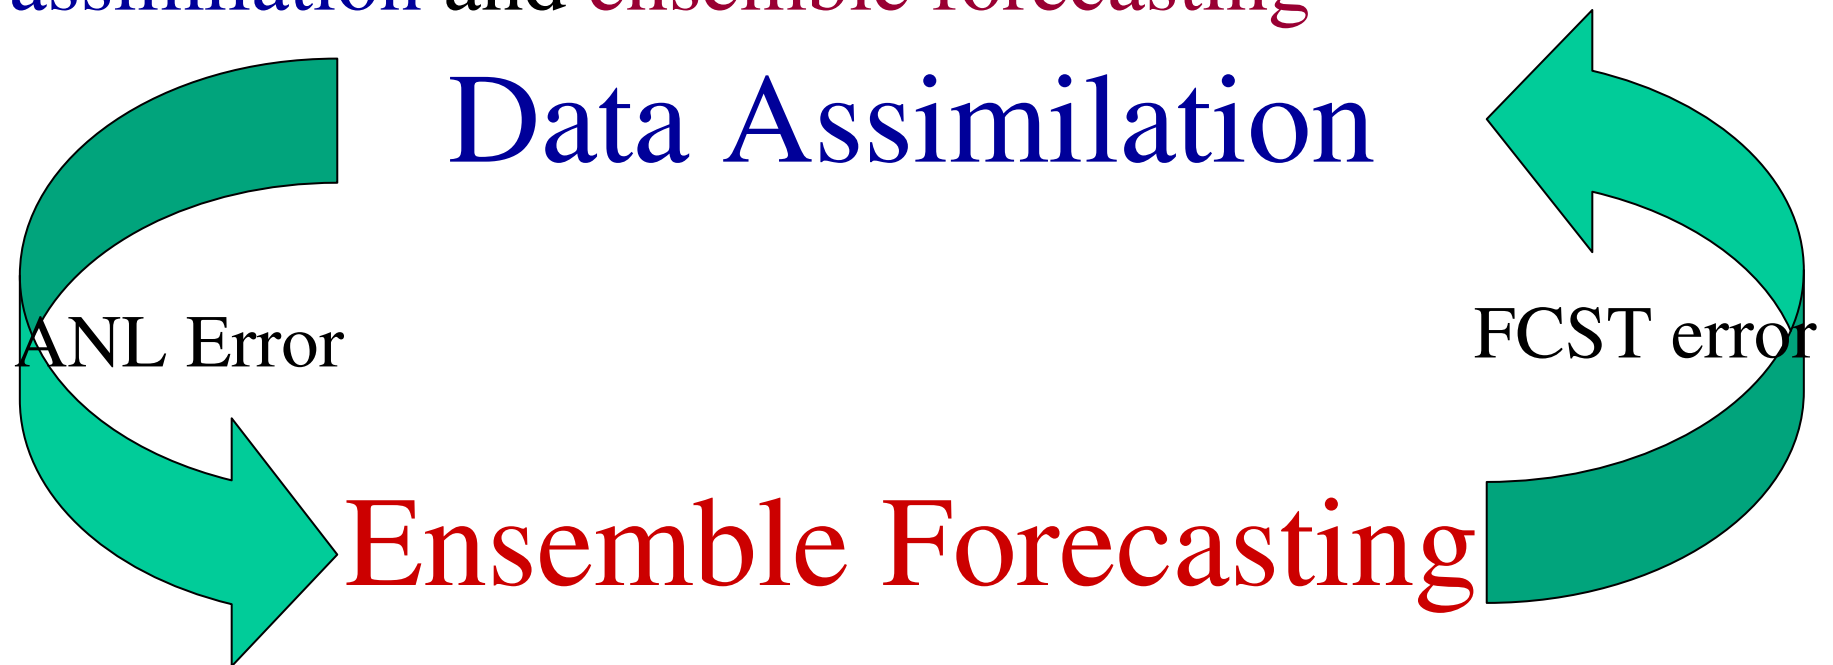 assimilation and ensemble forecasting
Data Assimilation
ANL Error
FCST error
Ensemble Forecasting